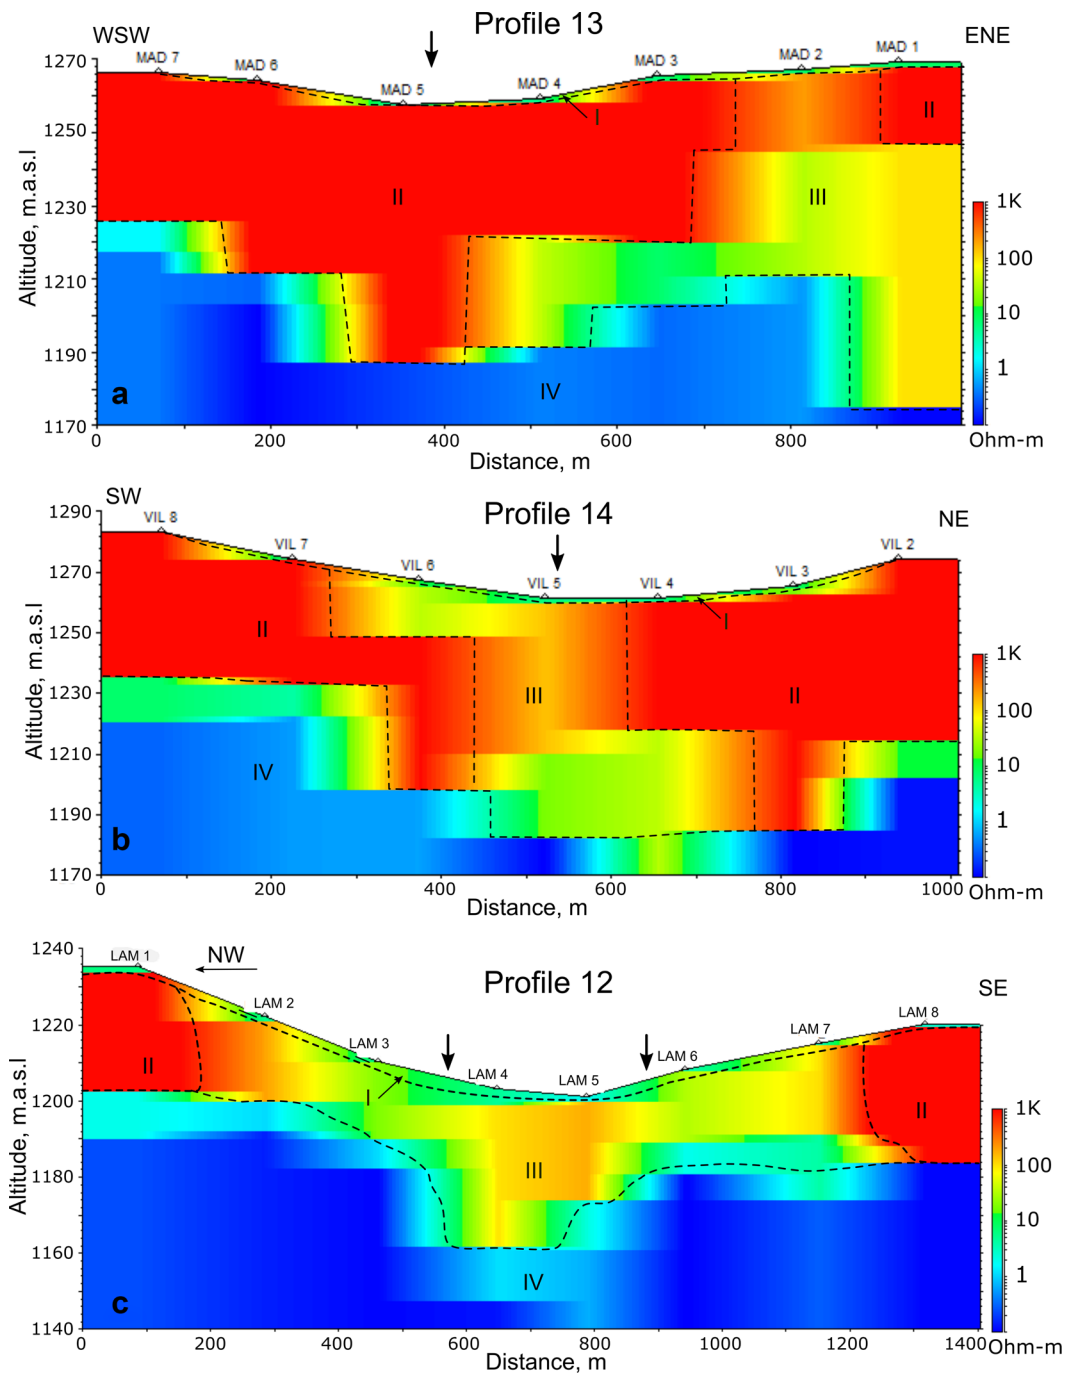 Profile 13
WSW
ENE
MAD 7
MAD 6
MAD 5
MAD 4
MAD 3
MAD 2
MAD 1
1270
1250
1230
1210
1190
1170
Altitude, m.a.s.l
I
II
II
III
IV
a
0
200
400
600
800
Distance, m
1K
100
10
1
Ohm-m
SW
Profile 14
NE
VIL 8
VIL 7
VIL 6
VIL 5
VIL 4
VIL 3
VIL 2
1290
1270
1250
1230
1210
1190
1170
Altitude, m.a.s.l
I
II
III
II
IV
b
0
200
400
600
800
1000
Distance, m
1K
100
10
1
Ohm-m
NW
Profile 12
SE
LAM 1
LAM 2
LAM 3
LAM 4
LAM 5
LAM 6
LAM 7
LAM 8
1240
1220
1200
1180
1160
1140
Altitude, m.a.s.l
II
I
II
III
IV
c
0
200
400
600
800
1000
1200
1400
Distance, m
1K
100
10
1
Ohm-m